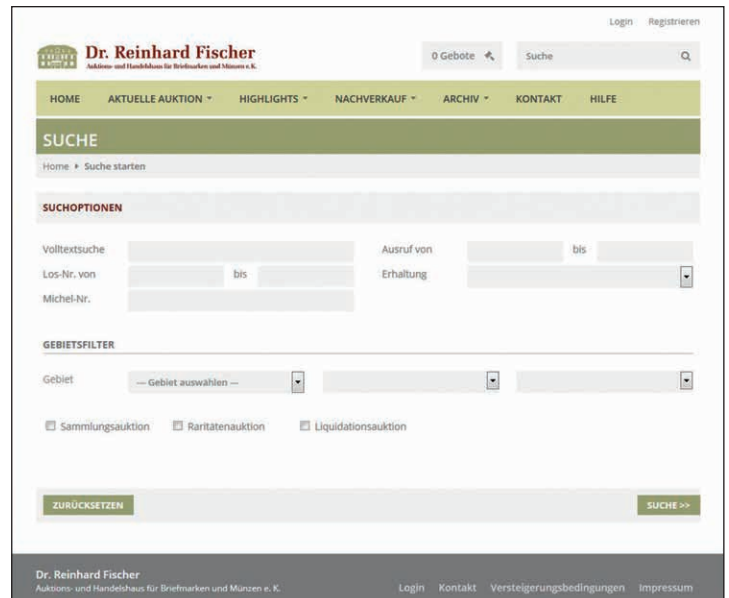 Login Registrieren
Dr. Reinhard Fischer
Auktions- und Handelshaus für Briefmarken und Münzen e. K.
0 Gebote Suche
HOME AKTUELLE AUKTION HIGHLIGHTS NACHVERKAUF ARCHIV KONTAKT HILFE
SUCHE
Home Suche starten
SUCHOPTIONEN
Volltextsuche Ausruf von bis
Los-Nr. von bis Erhaltung
Michel-Nr.
GEBIETSFILTER
Gebiet --- Gebiet auswählen ---
Sammlungsauktion Raritätenauktion Liquidationsauktion
ZURÜCKSETZEN SUCHE >>
Dr. Reinhard Fischer
Auktions- und Handelshaus für Briefmarken und Münzen e. K. Login Kontakt Versteigerungsbedingungen Impressum